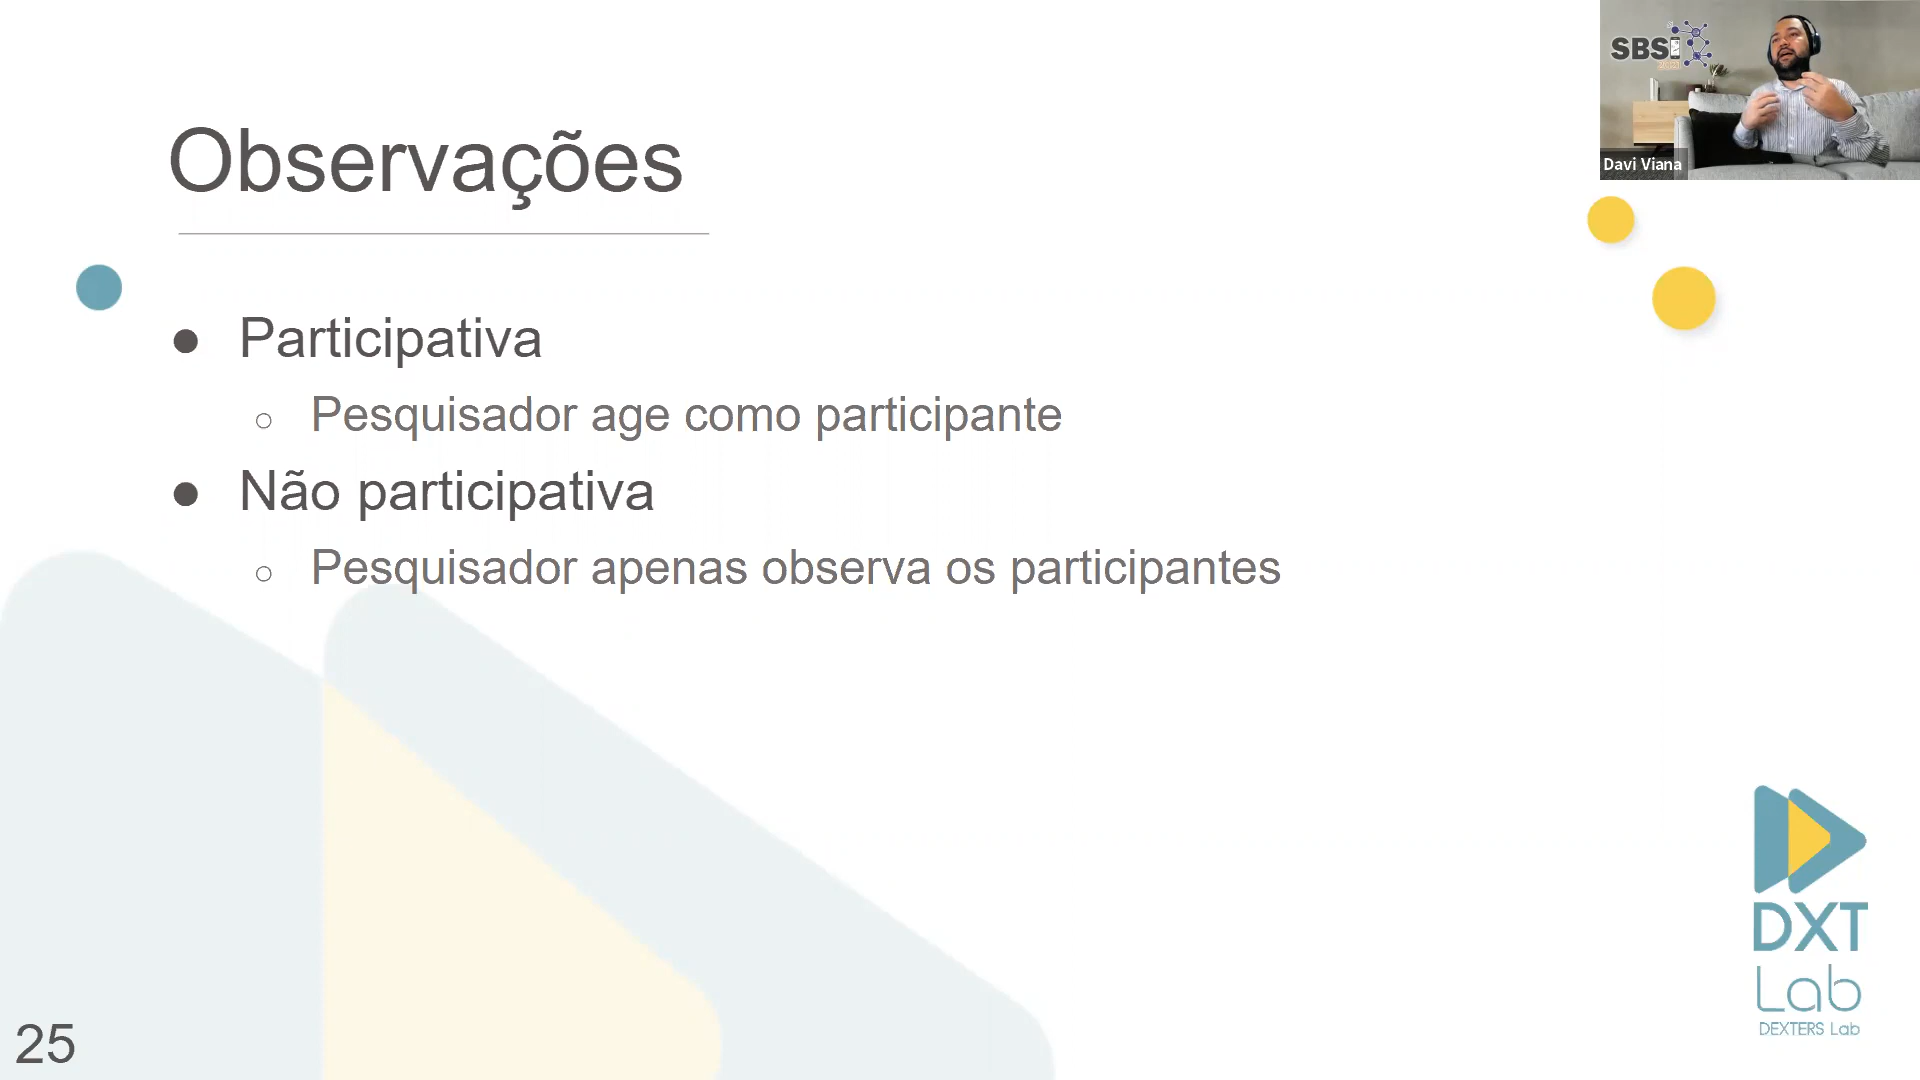 Observações
● Participativa
○ Pesquisador age como participante
● Não participativa
○ Pesquisador apenas observa os participantes
25
SBSI
Davi Viana
DXT
Lab
DEXTERS Lab